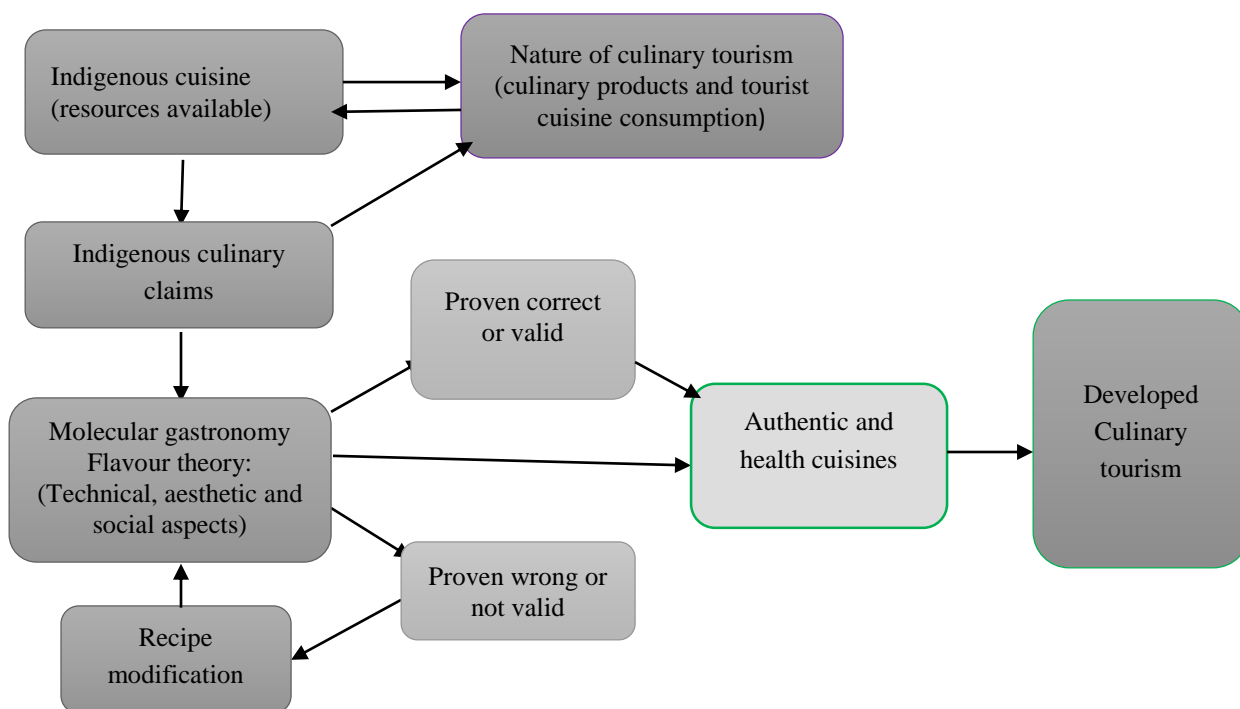 Indigenous cuisine
(resources available)
Nature of culinary tourism
(culinary products and tourist
cuisine consumption)
Indigenous culinary
claims
Proven correct
or valid
Molecular gastronomy
Flavour theory:
(Technical, aesthetic and
social aspects)
Authentic and
health cuisines
Developed
Culinary
tourism
Proven wrong or
not valid
Recipe
modification